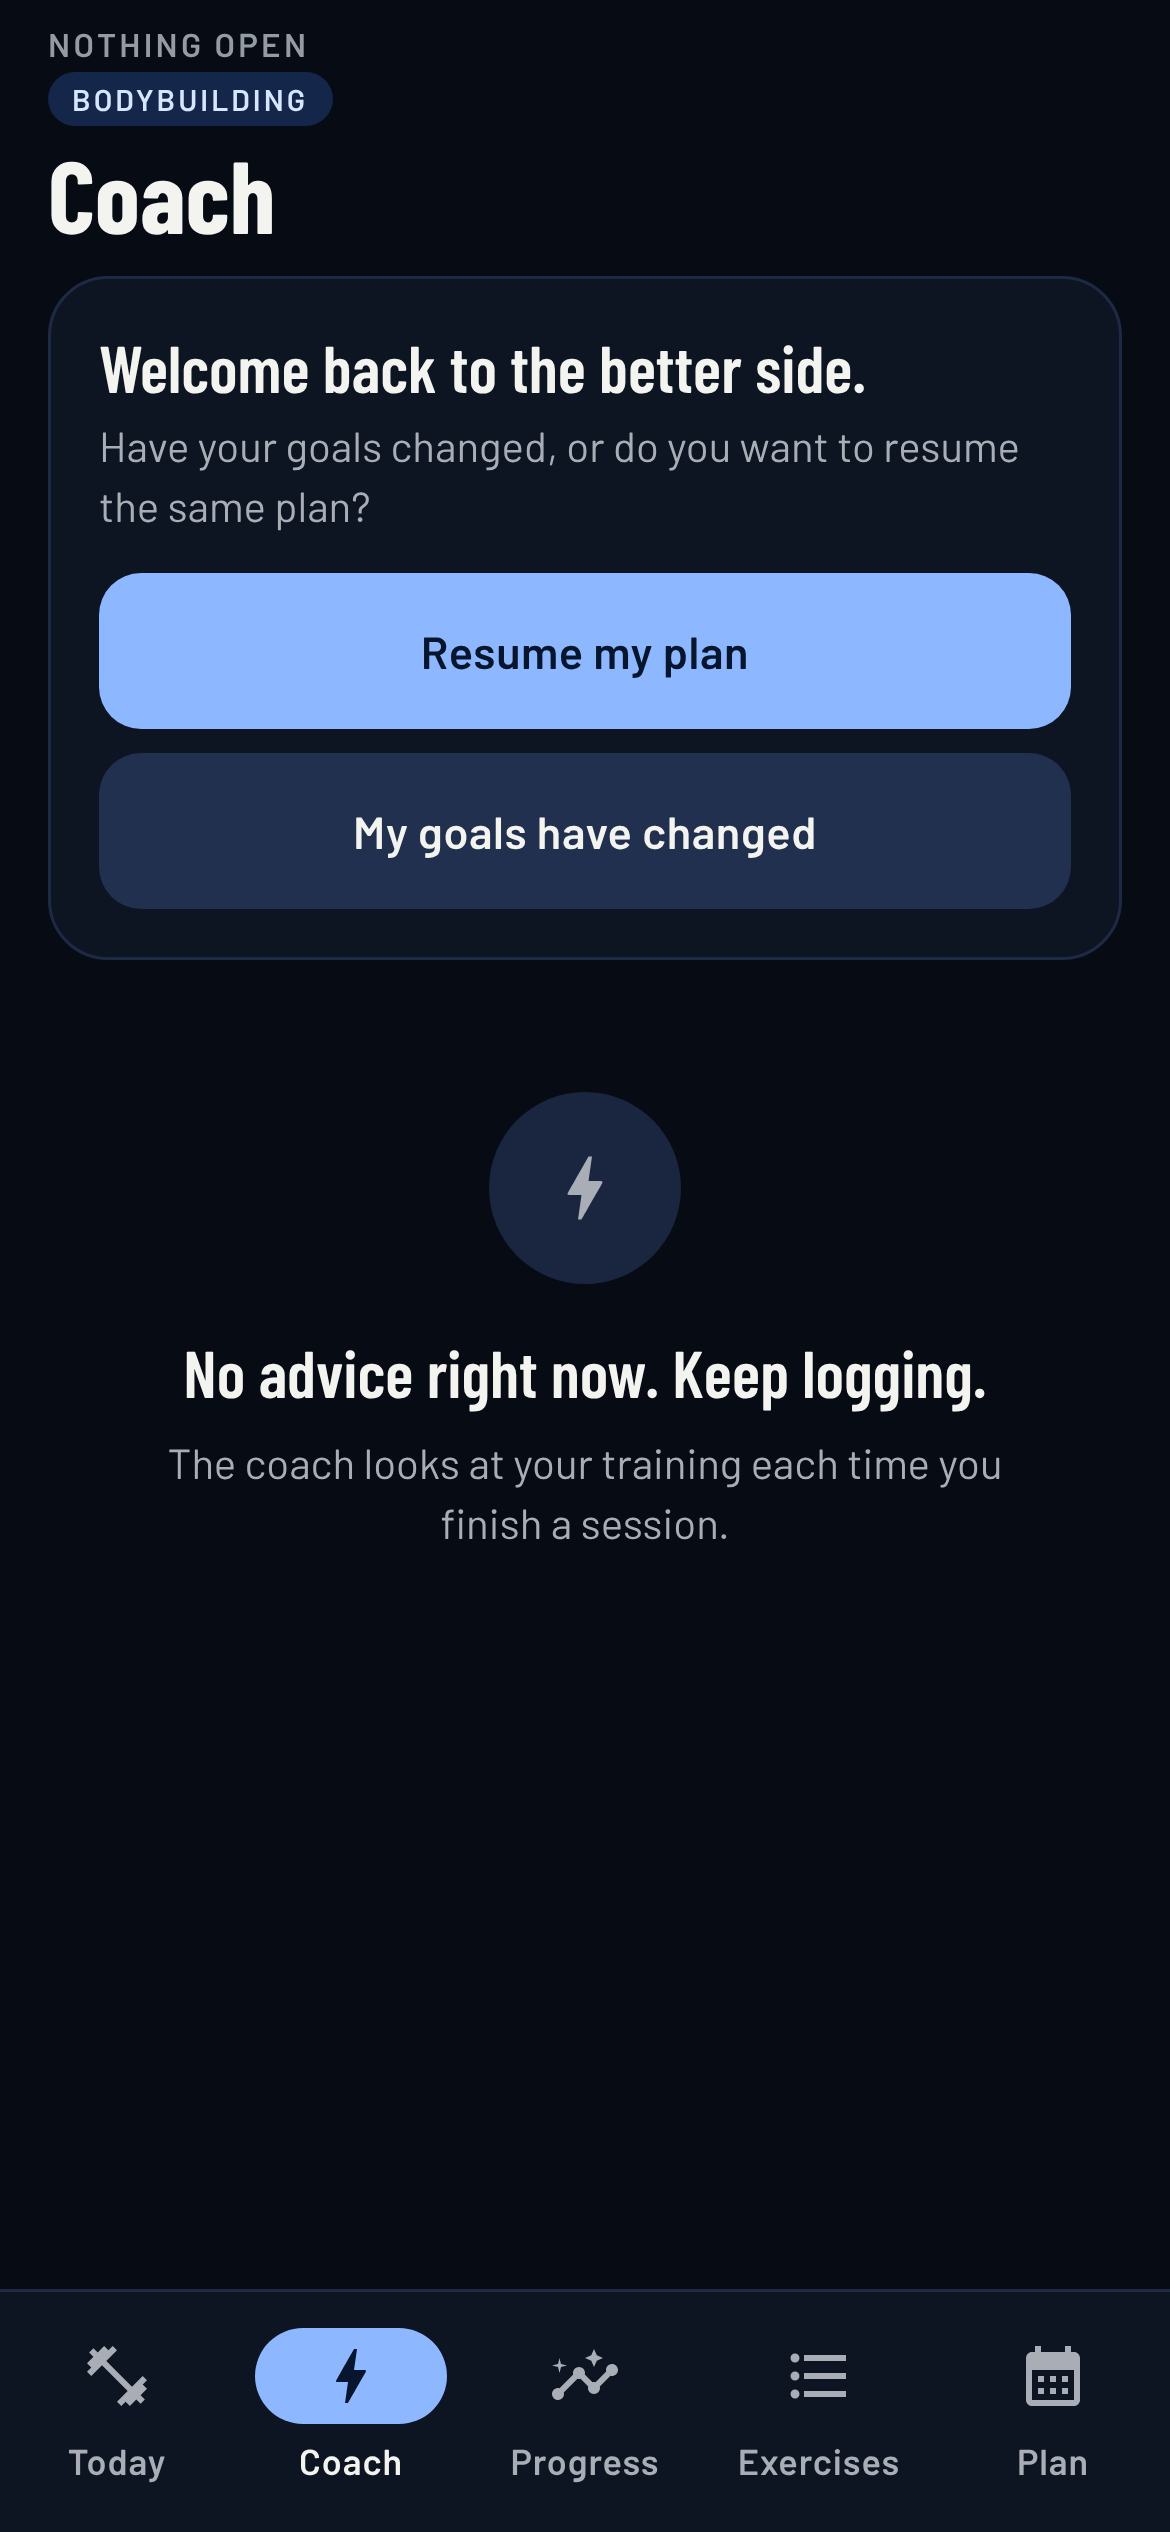 NOTHING OPEN
BODYBUILDING
Coach
Welcome back to the better side.
Have your goals changed, or do you want to resume
the same plan?
Resume my plan
My goals have changed
No advice right now. Keep logging.
The coach looks at your training each time you
finish a session.
Today
Coach
Progress
Exercises
Plan